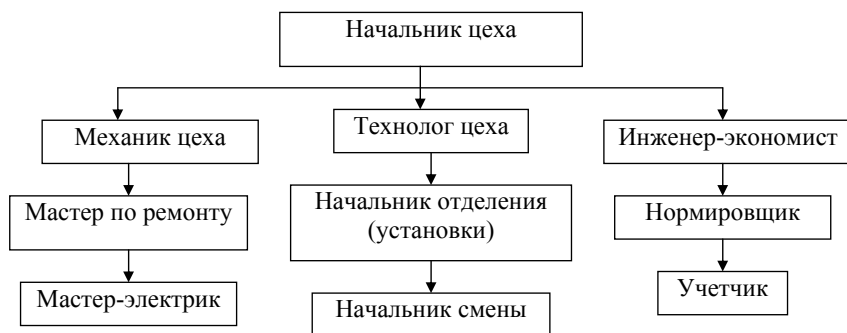 Начальник цеха
Механик цеха
Технолог цеха
Инженер-экономист
Мастер по ремонту
Начальник отделения
(установки)
Нормировщик
Мастер-электрик
Начальник смены
Учетчик